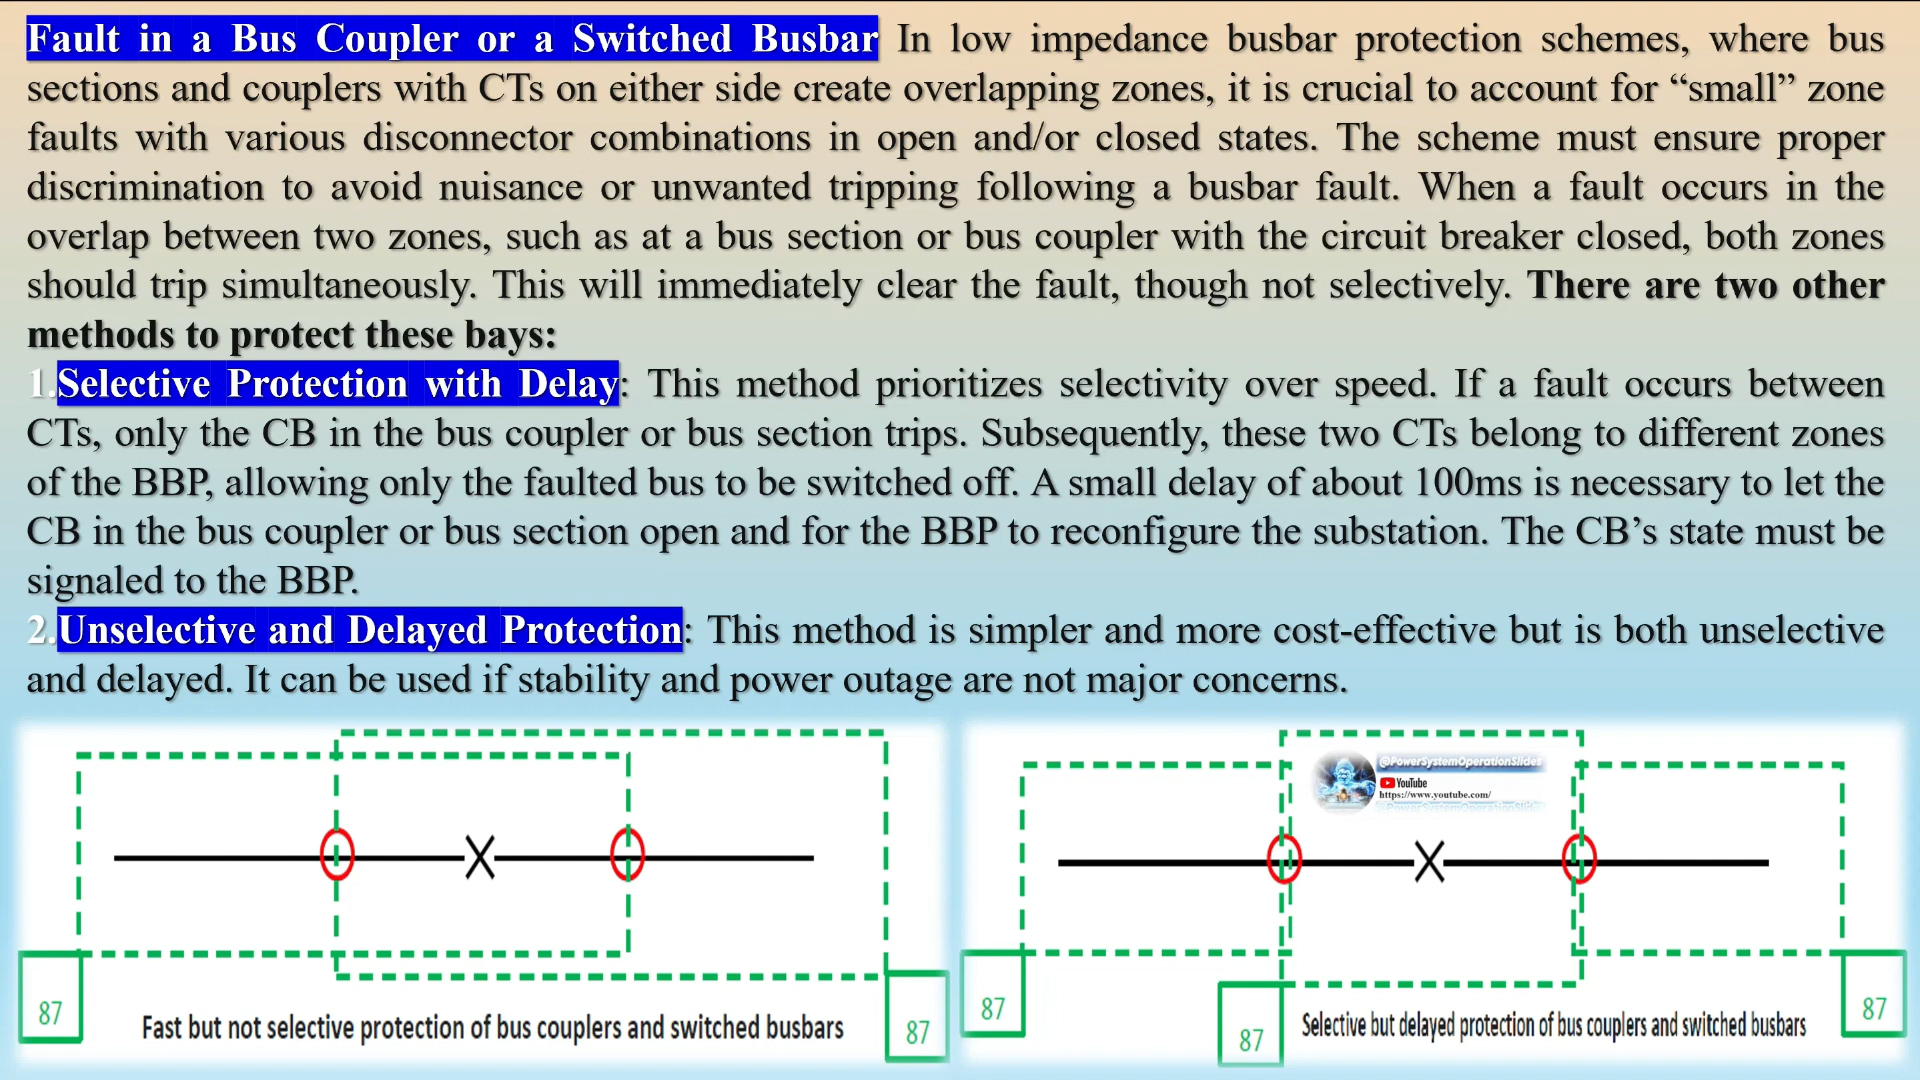 Fault in a Bus Coupler or a Switched Busbar In low impedance busbar protection schemes, where bus
sections and couplers with CTs on either side create overlapping zones, it is crucial to account for “small” zone
faults with various disconnector combinations in open and/or closed states. The scheme must ensure proper
discrimination to avoid nuisance or unwanted tripping following a busbar fault. When a fault occurs in the
overlap between two zones, such as at a bus section or bus coupler with the circuit breaker closed, both zones
should trip simultaneously. This will immediately clear the fault, though not selectively. There are two other
methods to protect these bays:
1.Selective Protection with Delay: This method prioritizes selectivity over speed. If a fault occurs between
CTs, only the CB in the bus coupler or bus section trips. Subsequently, these two CTs belong to different zones
of the BBP, allowing only the faulted bus to be switched off. A small delay of about 100ms is necessary to let the
CB in the bus coupler or bus section open and for the BBP to reconfigure the substation. The CB’s state must be
signaled to the BBP.
2.Unselective and Delayed Protection: This method is simpler and more cost-effective but is both unselective
and delayed. It can be used if stability and power outage are not major concerns.
@PowerSystemOperationSlides
YouTube
https://www.youtube.com/
@PowerSystemOperationSlides
87
Fast but not selective protection of bus couplers and switched busbars
87
87
87
Selective but delayed protection of bus couplers and switched busbars
87